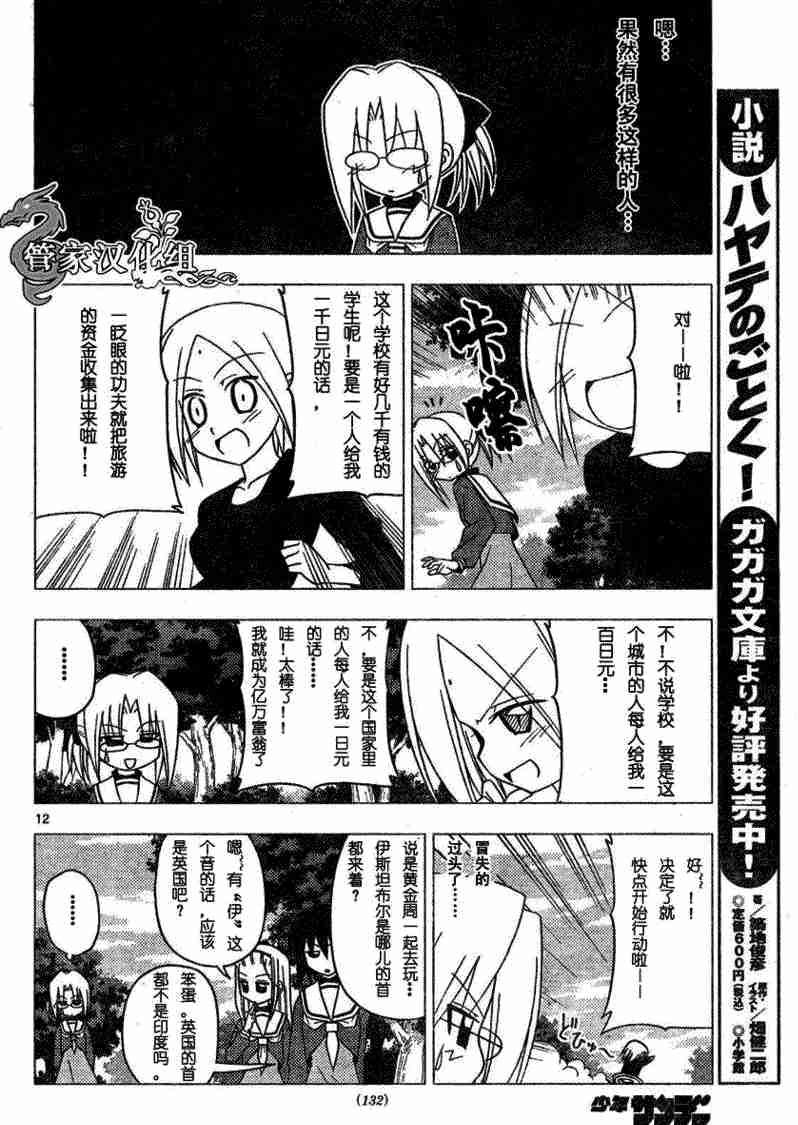 嗯…
果然有很多这样的人…
管家汉化组
对——啦！！
咔嚓
这个学校有好几千有钱的
学生呢！要是一个人给我
一千日元的话，
一眨眼的功夫就把旅游
的资金收集出来啦！！
不！不说学校，要是这
个城市的人每人给我一
百日元…
不，要是这个国家里
的人每人给我一日元
的话……
哇！太棒了！！
我就成为亿万富翁了
……
12
好~！！
决定了就
快点开始行动啦——
冒失的
过头了……
どぴゅ〜
说是黄金周一起去玩…
伊斯坦布尔是哪儿的首
都来着？
嗯~有“伊”这
个音的话，应该
是英国吧？
笨蛋。英国的首
都不是印度吗。
……
(132)
少年サンデー
小説 ハヤテのごとく！ ガガガ文庫より好評発売中！
著／築地俊彦 原作・イラスト／畑健二郎
◎定価600円(税込) ◎小学館